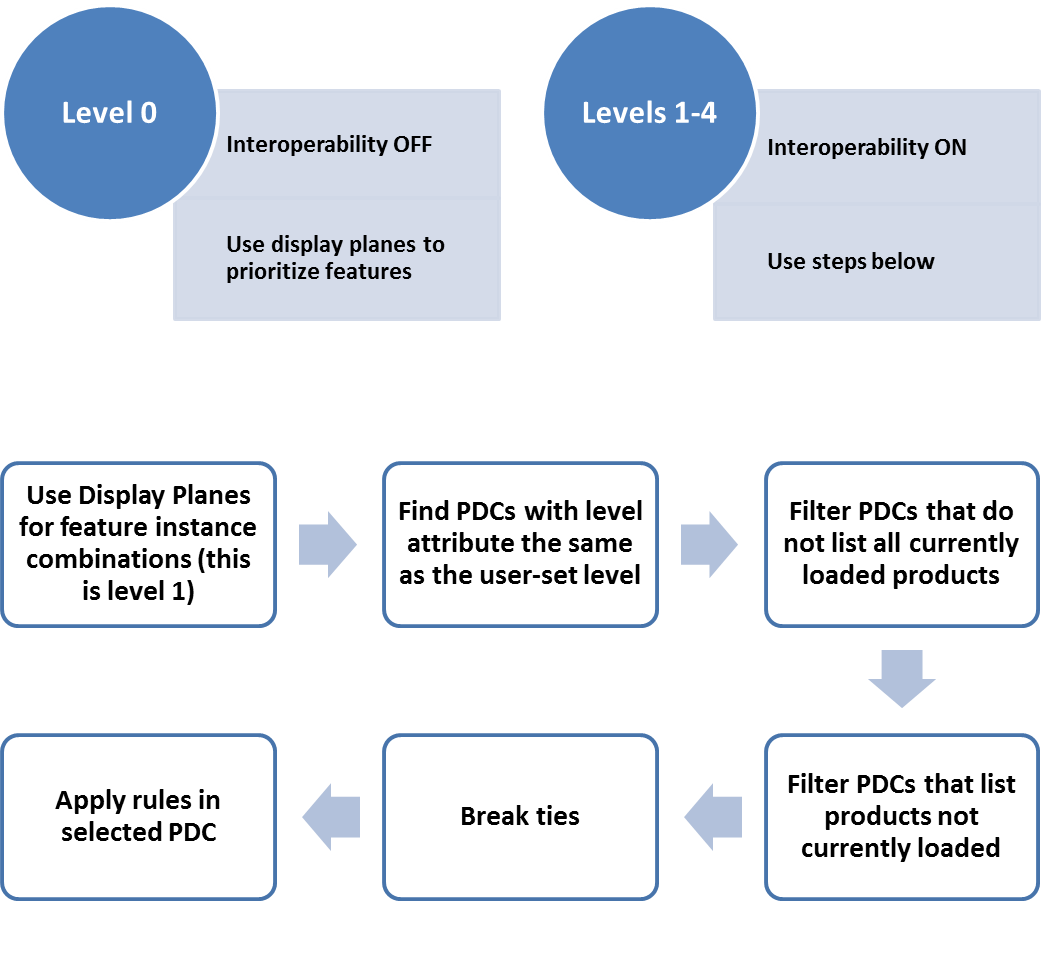 Level 0
Interoperability OFF
Use display planes to
prioritize features
Levels 1-4
Interoperability ON
Use steps below
Use Display Planes
for feature instance
combinations (this
is level 1)
Find PDCs with level
attribute the same
as the user-set level
Filter PDCs that do
not list all currently
loaded products
Filter PDCs that list
products not
currently loaded
Break ties
Apply rules in
selected PDC